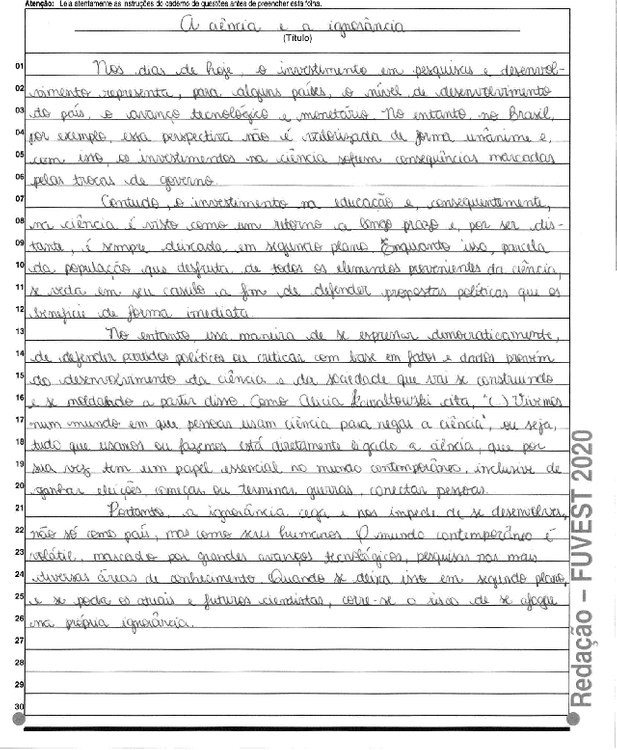 Atenção: Leia atentamente as instruções do caderno de questões antes de preencher esta folha.
A ciência e a ignorância
(Título)
01 Nos dias de hoje, o investimento em pesquisas e desenvol-
02 vimento representa, para alguns países, o nível de desenvolvimento
03 do país, o avanço tecnológico e monetário. No entanto, no Brasil,
04 por exemplo, essa perspectiva não é valorizada de forma unânime e,
05 com isso, os investimendos na ciência sofrem consequências marcadas
06 pelas trocas de governo.
07 Contudo, o investimento na educação e, consequentemente,
08 na ciência é visto como um retorno a longo prazo e, por ser dis-
09 tante, é sempre deixada em segundo plano. Enquanto isso, parcela
10 da população que desfruta de todos os elementos provenientes da ciência,
11 se veda em seu casulo a fim de defender propostas políticas que os
12 beneficie de forma imediata.
13 No entanto, essa maneira de se expressar democraticamente,
14 de defender partidos políticos ou criticar com base em fatos e dados provém
15 do desenvolvimento da ciência e da sociedade que vai se construindo
16 e se moldando a partir disso. Como Alicia Kowaltowski cita, "( ) Vivemos
17 num mundo em que pessoas usam ciência para negar a ciência", ou seja,
18 tudo que usamos ou fazemos está diretamente ligado a ciência, que por
19 sua vez tem um papel essencial no mundo contemporâneo, inclusive de
20 ganhar eleições, começar ou terminar guerras, conectar pessoas.
21 Portanto, a ignorância cega e nos impede de se desenvolver,
22 não só como país, mas como seres humanos. O mundo contemporâneo é
23 volátil, marcado por grandes avanços tecnológicos, pesquisas nas mais
24 diversas áreas de conhecimento. Quando se deixa isso em segundo plano,
25 e se poda os atuais e futuros cientistas, corre-se o risco de se afogar
26 na própria ignorância.
27
28
29
30
Redação – FUVEST 2020